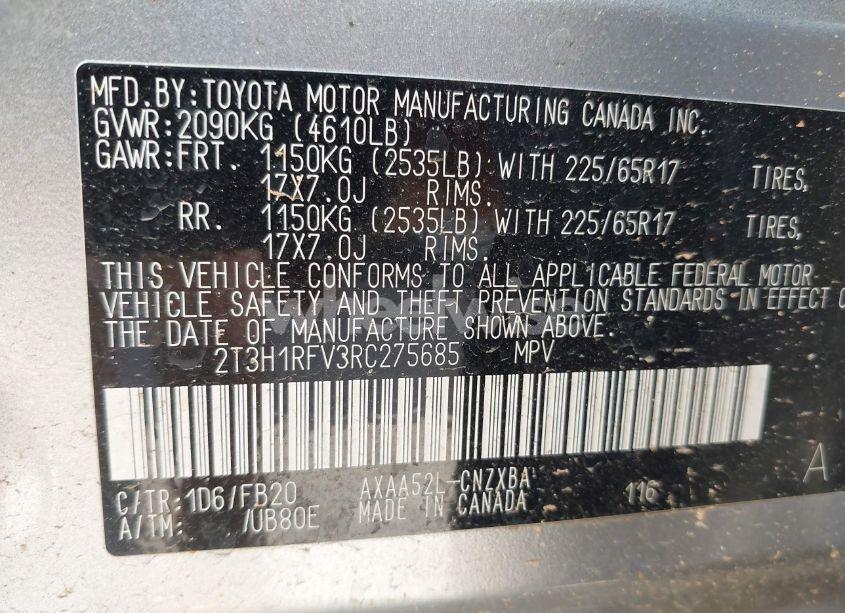 MFD.BY:TOYOTA MOTOR MANUFACTURING CANADA INC.
GVWR:2090KG (4610LB)
GAWR:FRT. 1150KG (2535LB) WITH 225/65R17 TIRES,
17X7.0J RIMS.
RR. 1150KG (2535LB) WITH 225/65R17 TIRES,
17X7.0J RIMS.
THIS VEHICLE CONFORMS TO ALL APPLICABLE FEDERAL MOTOR
VEHICLE SAFETY AND THEFT PREVENTION STANDARDS IN EFFECT
THE DATE OF MANUFACTURE SHOWN ABOVE.
2T3H1RFV3RC275685 MPV
A
C/TR:1D6/FB20 AXAA52L-CNZXBA 116
A/TM: /UB80E MADE IN CANADA